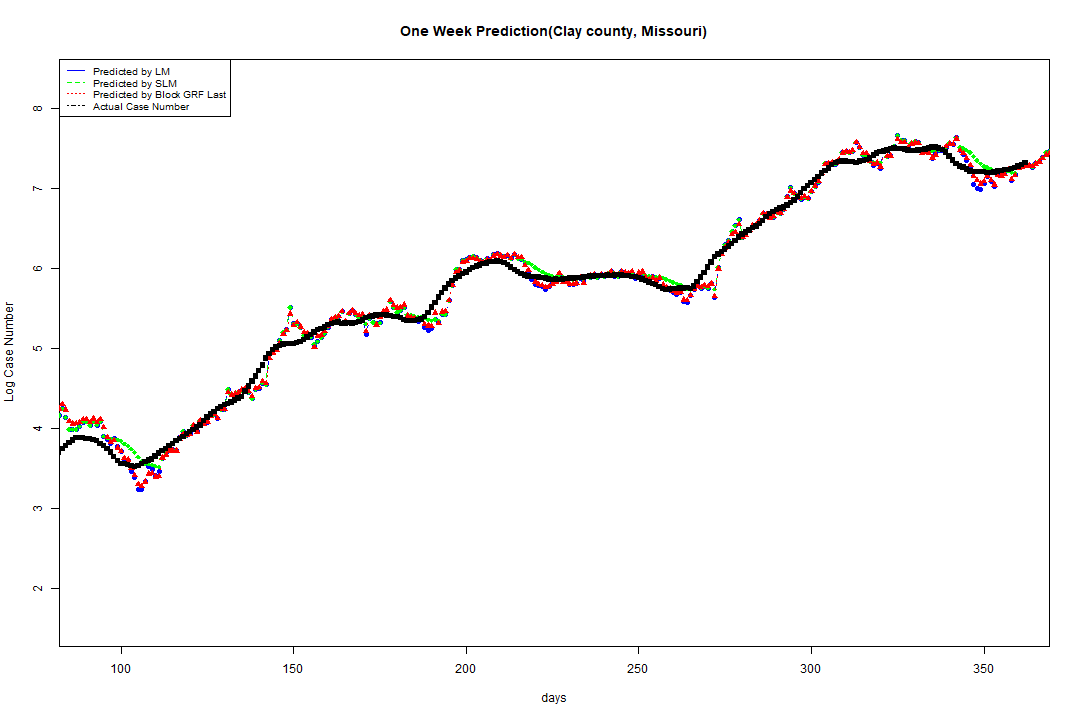 One Week Prediction(Clay county, Missouri)
Predicted by LM
Predicted by SLM
Predicted by Block GRF Last
Actual Case Number
8
7
6
5
4
3
2
Log Case Number
100 150 200 250 300 350
days